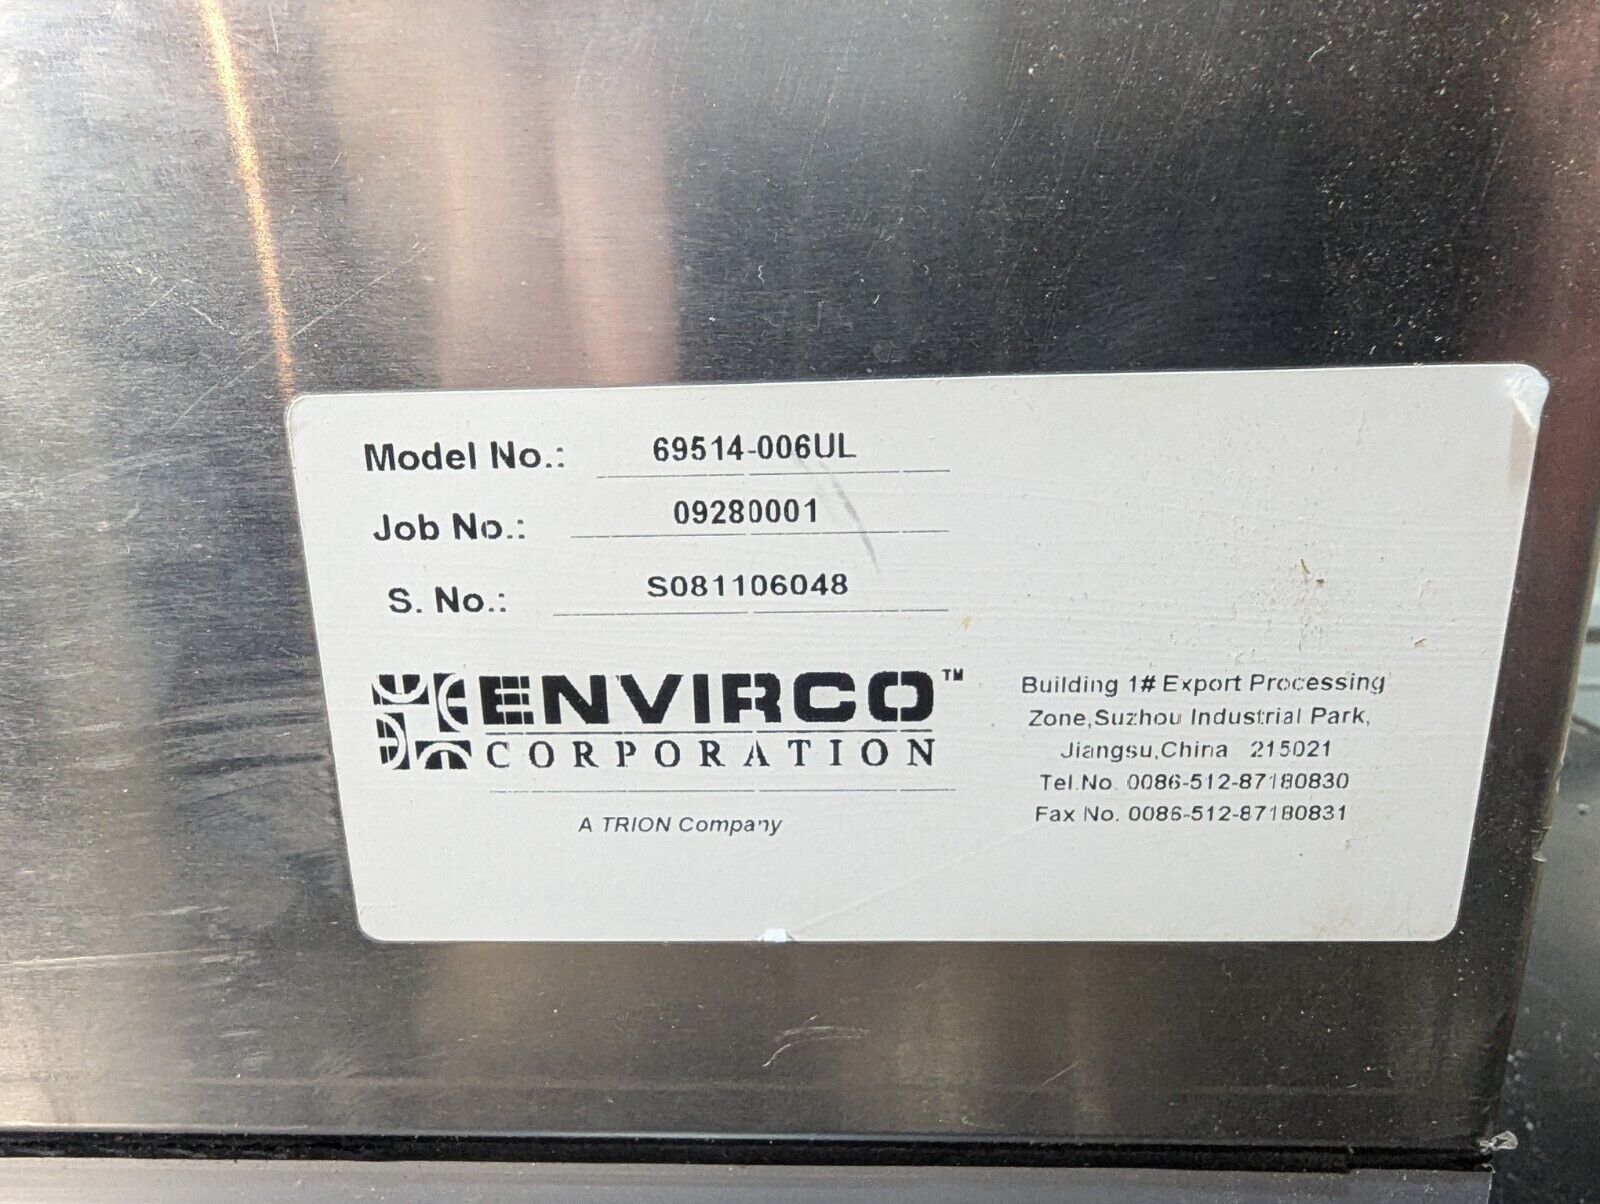 Model No.: 69514-006UL
Job No.: 09280001
S. No.: S081106048
ENVIRCO™
CORPORATION
A TRION Company
Building 1# Export Processing
Zone,Suzhou Industrial Park,
Jiangsu,China 215021
Tel.No. 0086-512-87180830
Fax No. 0086-512-87180831